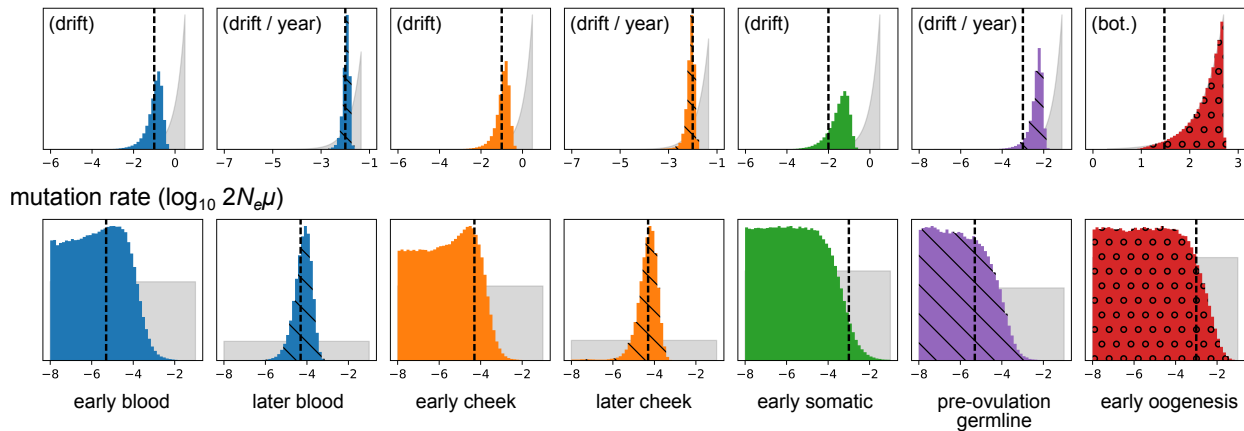 (drift) (drift / year) (drift) (drift / year) (drift) (drift / year) (bot.)
−6 −4 −2 0 −7 −5 −3 −1 −6 −4 −2 0 −7 −5 −3 −1 −6 −4 −2 0 −6 −4 −2 0 1 2 3
mutation rate (log₁₀ 2Nₑμ)
−8 −6 −4 −2 −8 −6 −4 −2 −8 −6 −4 −2 −8 −6 −4 −2 −8 −6 −4 −2 −8 −6 −4 −2 −8 −6 −4 −2
early blood later blood early cheek later cheek early somatic pre-ovulation early oogenesis
germline